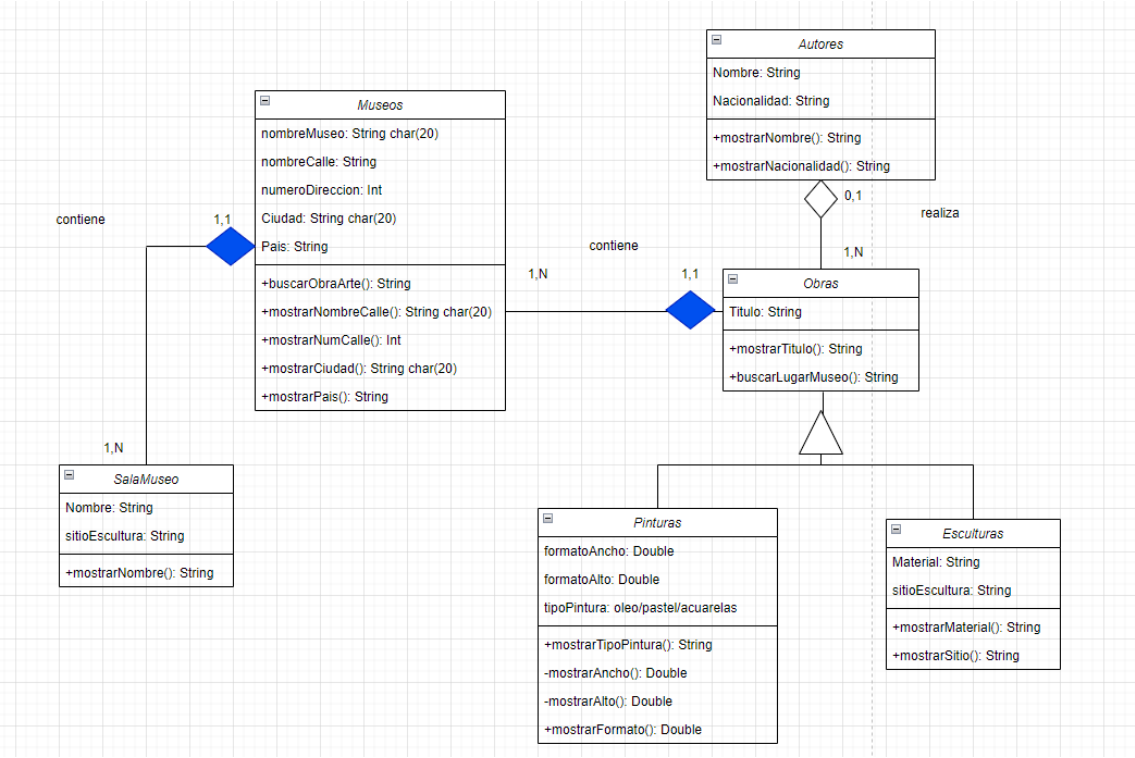 Autores
Nombre: String
Nacionalidad: String
+mostrarNombre(): String
+mostrarNacionalidad(): String
Museos
nombreMuseo: String char(20)
nombreCalle: String
numeroDireccion: Int
Ciudad: String char(20)
Pais: String
+buscarObraArte(): String
+mostrarNombreCalle(): String char(20)
+mostrarNumCalle(): Int
+mostrarCiudad(): String char(20)
+mostrarPais(): String
contiene
1,1
1,N
contiene
1,N
1,1
0,1
realiza
1,N
Obras
Titulo: String
+mostrarTitulo(): String
+buscarLugarMuseo(): String
SalaMuseo
Nombre: String
sitioEscultura: String
+mostrarNombre(): String
Pinturas
formatoAncho: Double
formatoAlto: Double
tipoPintura: oleo/pastel/acuarelas
+mostrarTipoPintura(): String
-mostrarAncho(): Double
-mostrarAlto(): Double
+mostrarFormato(): Double
Esculturas
Material: String
sitioEscultura: String
+mostrarMaterial(): String
+mostrarSitio(): String